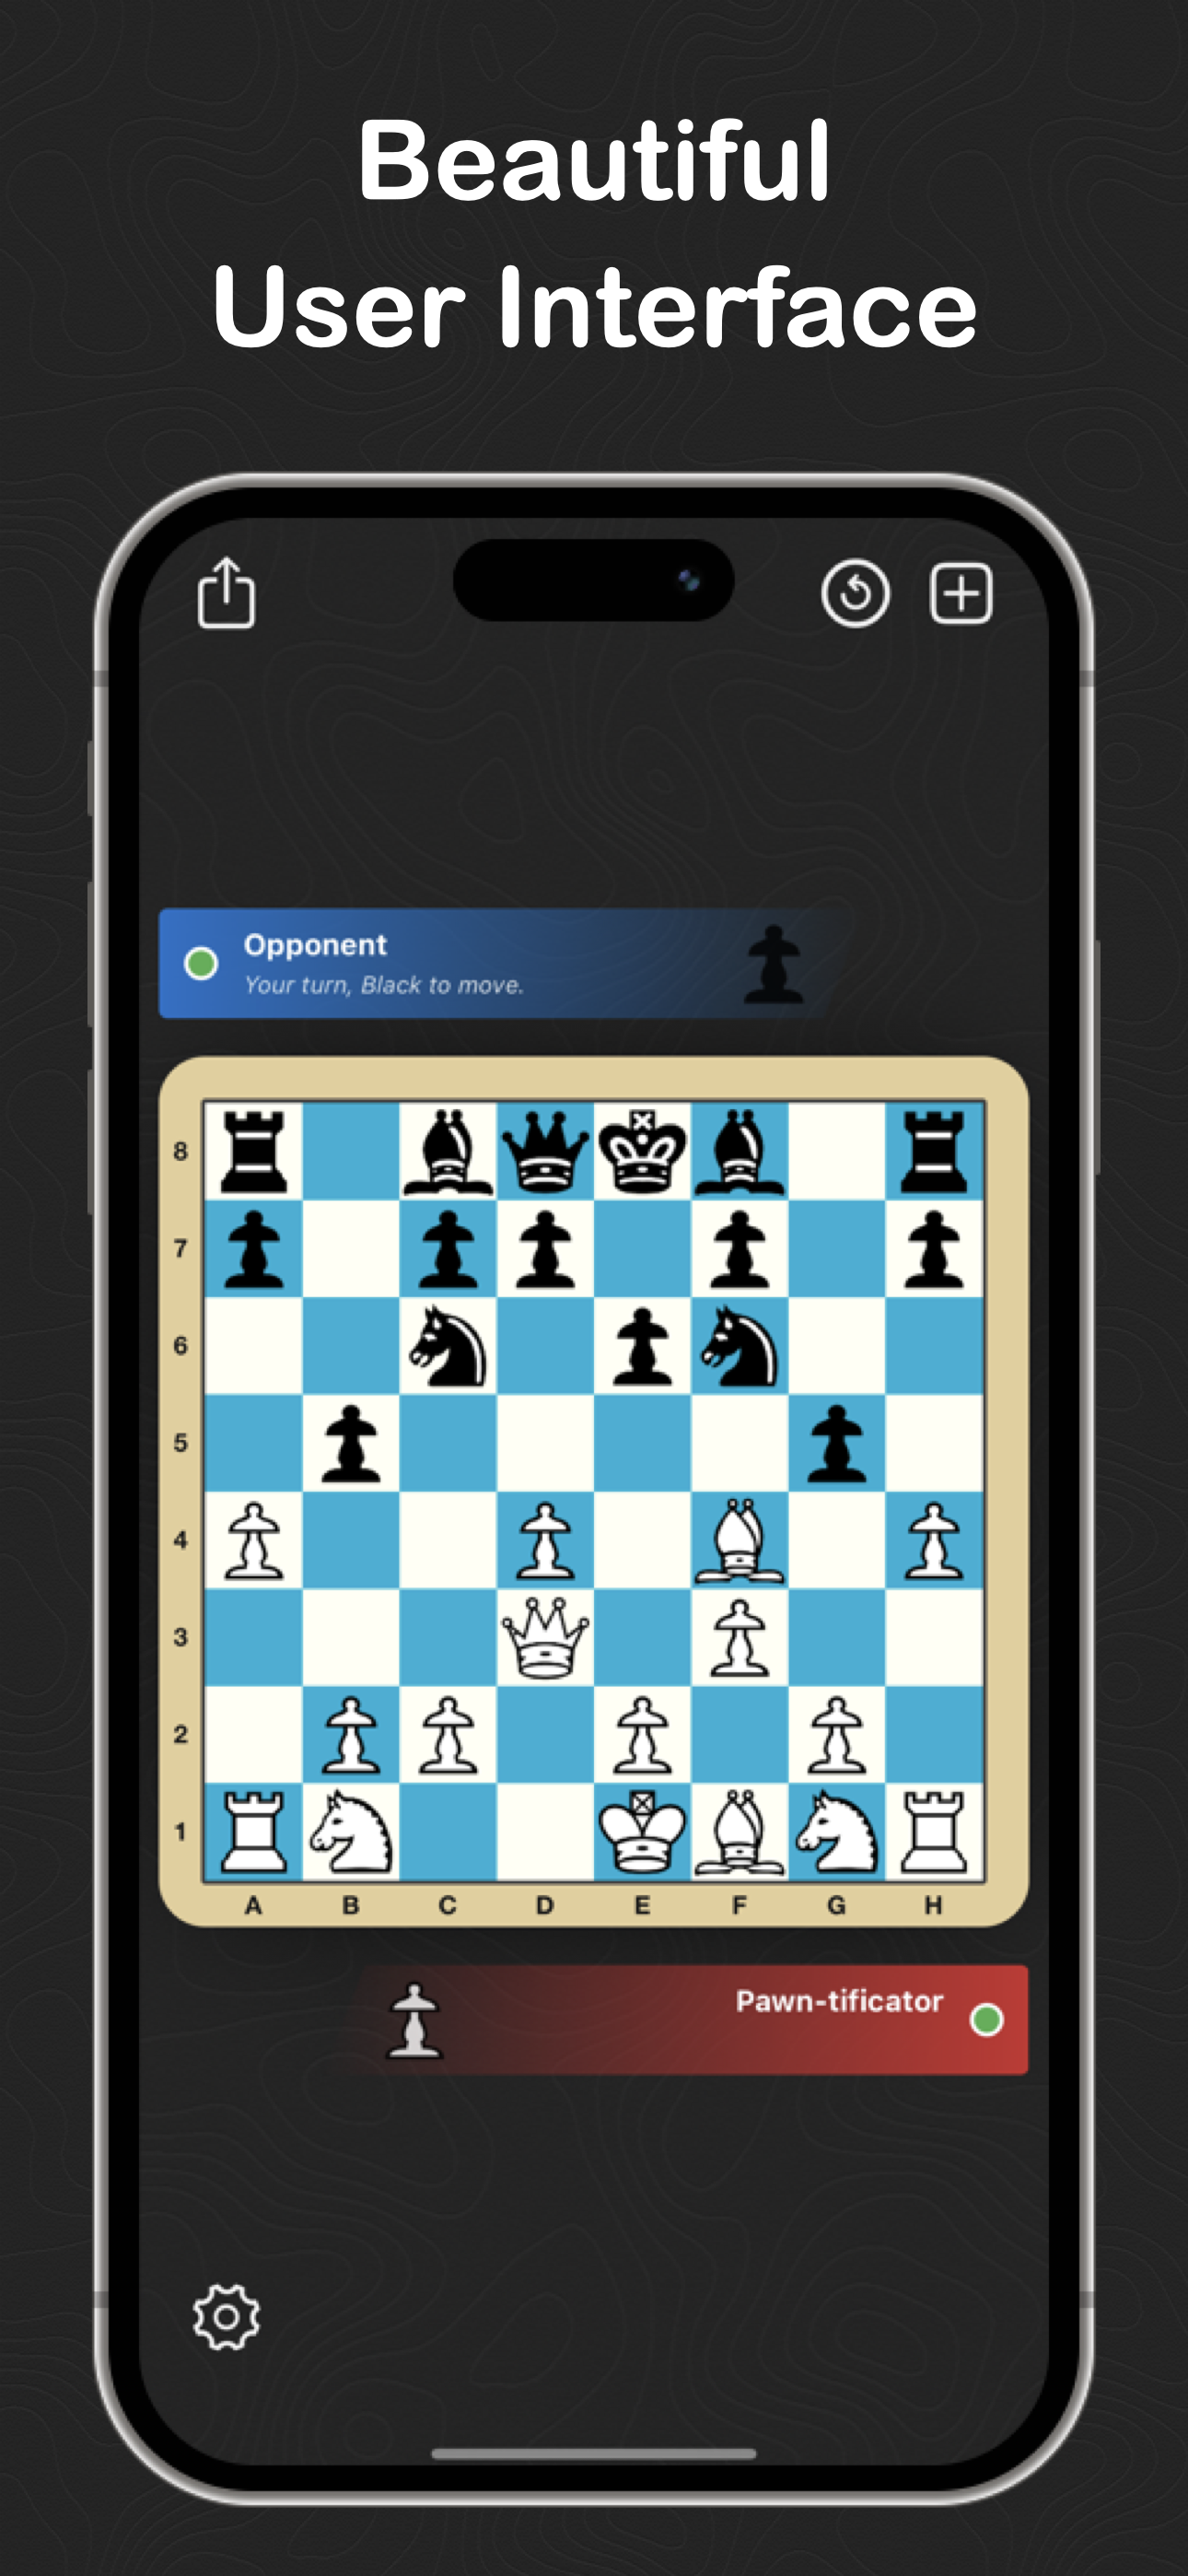 Beautiful
User Interface
Opponent
Your turn, Black to move.
8
7
6
5
4
3
2
1
A B C D E F G H
Pawn-tificator